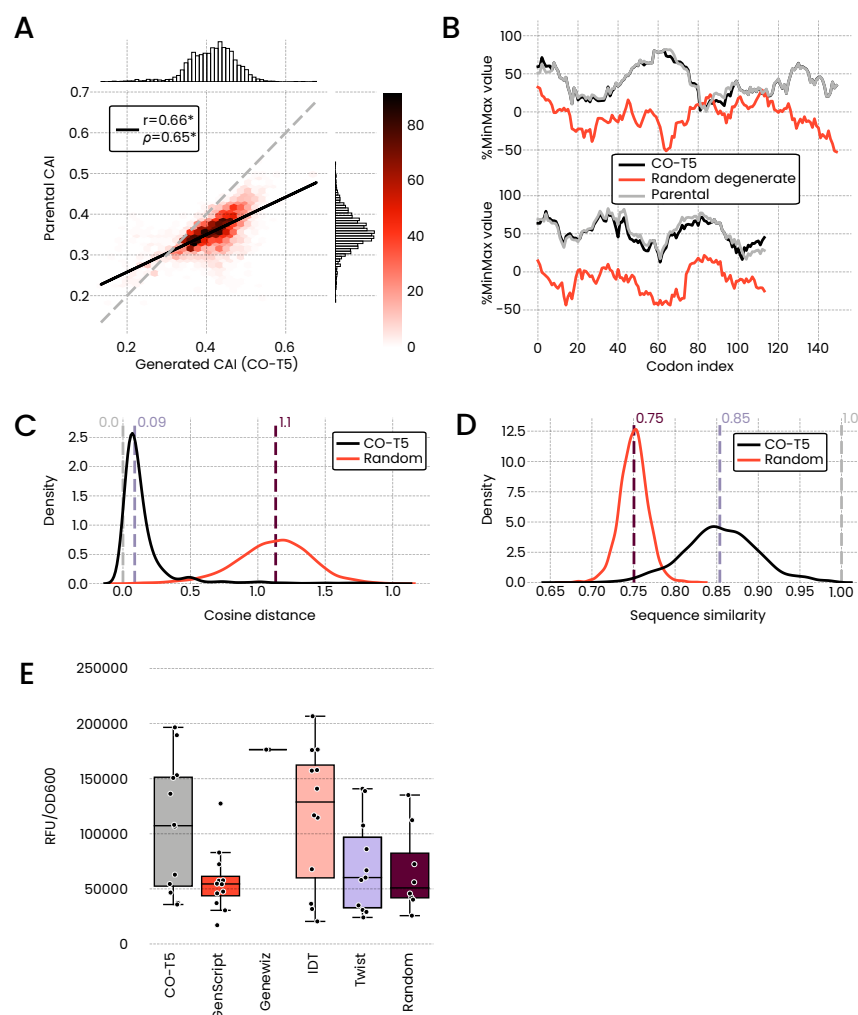 A
0.7
0.6
0.5
0.4
0.3
0.2
Parental CAI
r=0.66*
ρ=0.65*
0.2
0.4
0.6
Generated CAI (CO-T5)
80
60
40
20
0
B
100
50
0
−50
%MinMax value
CO-T5
Random degenerate
Parental
100
50
0
−50
%MinMax value
0
20
40
60
80
100
120
140
Codon index
C
0.0
0.09
1.1
2.5
2.0
1.5
1.0
0.5
0.0
Density
CO-T5
Random
0.0
0.5
1.0
1.5
1.0
Cosine distance
D
0.75
0.85
1.0
12.5
10.0
7.5
5.0
2.5
0.0
Density
CO-T5
Random
0.65
0.70
0.75
0.80
0.85
0.90
0.95
1.00
Sequence similarity
E
250000
200000
150000
100000
50000
0
RFU/OD600
CO-T5
GenScript
Genewiz
IDT
Twist
Random